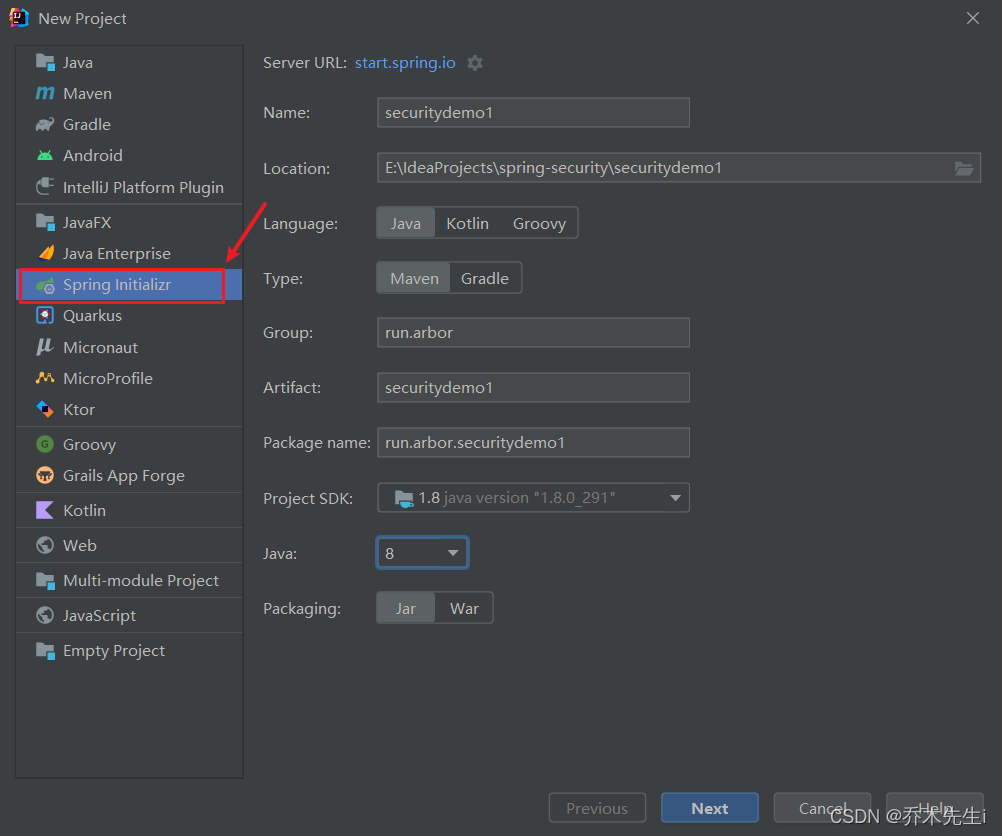 New Project
Java
Maven
Gradle
Android
IntelliJ Platform Plugin
JavaFX
Java Enterprise
Spring Initializr
Quarkus
Micronaut
MicroProfile
Ktor
Groovy
Grails App Forge
Kotlin
Web
Multi-module Project
JavaScript
Empty Project
Server URL: start.spring.io
Name: securitydemo1
Location: E:\IdeaProjects\spring-security\securitydemo1
Language: Java Kotlin Groovy
Type: Maven Gradle
Group: run.arbor
Artifact: securitydemo1
Package name: run.arbor.securitydemo1
Project SDK: 1.8 java version "1.8.0_291"
Java: 8
Packaging: Jar War
Previous Next Cancel Help
CSDN @乔木先生i